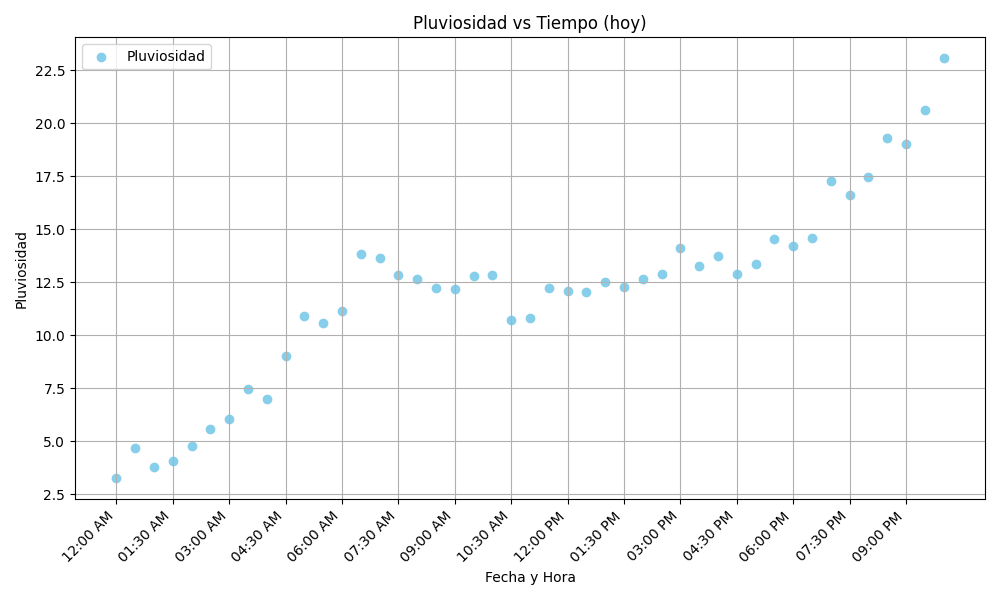 Pluviosidad vs Tiempo (hoy)
Pluviosidad
Pluviosidad
22.5
20.0
17.5
15.0
12.5
10.0
7.5
5.0
2.5
12:00 AM
01:30 AM
03:00 AM
04:30 AM
06:00 AM
07:30 AM
09:00 AM
10:30 AM
12:00 PM
01:30 PM
03:00 PM
04:30 PM
06:00 PM
07:30 PM
09:00 PM
Fecha y Hora